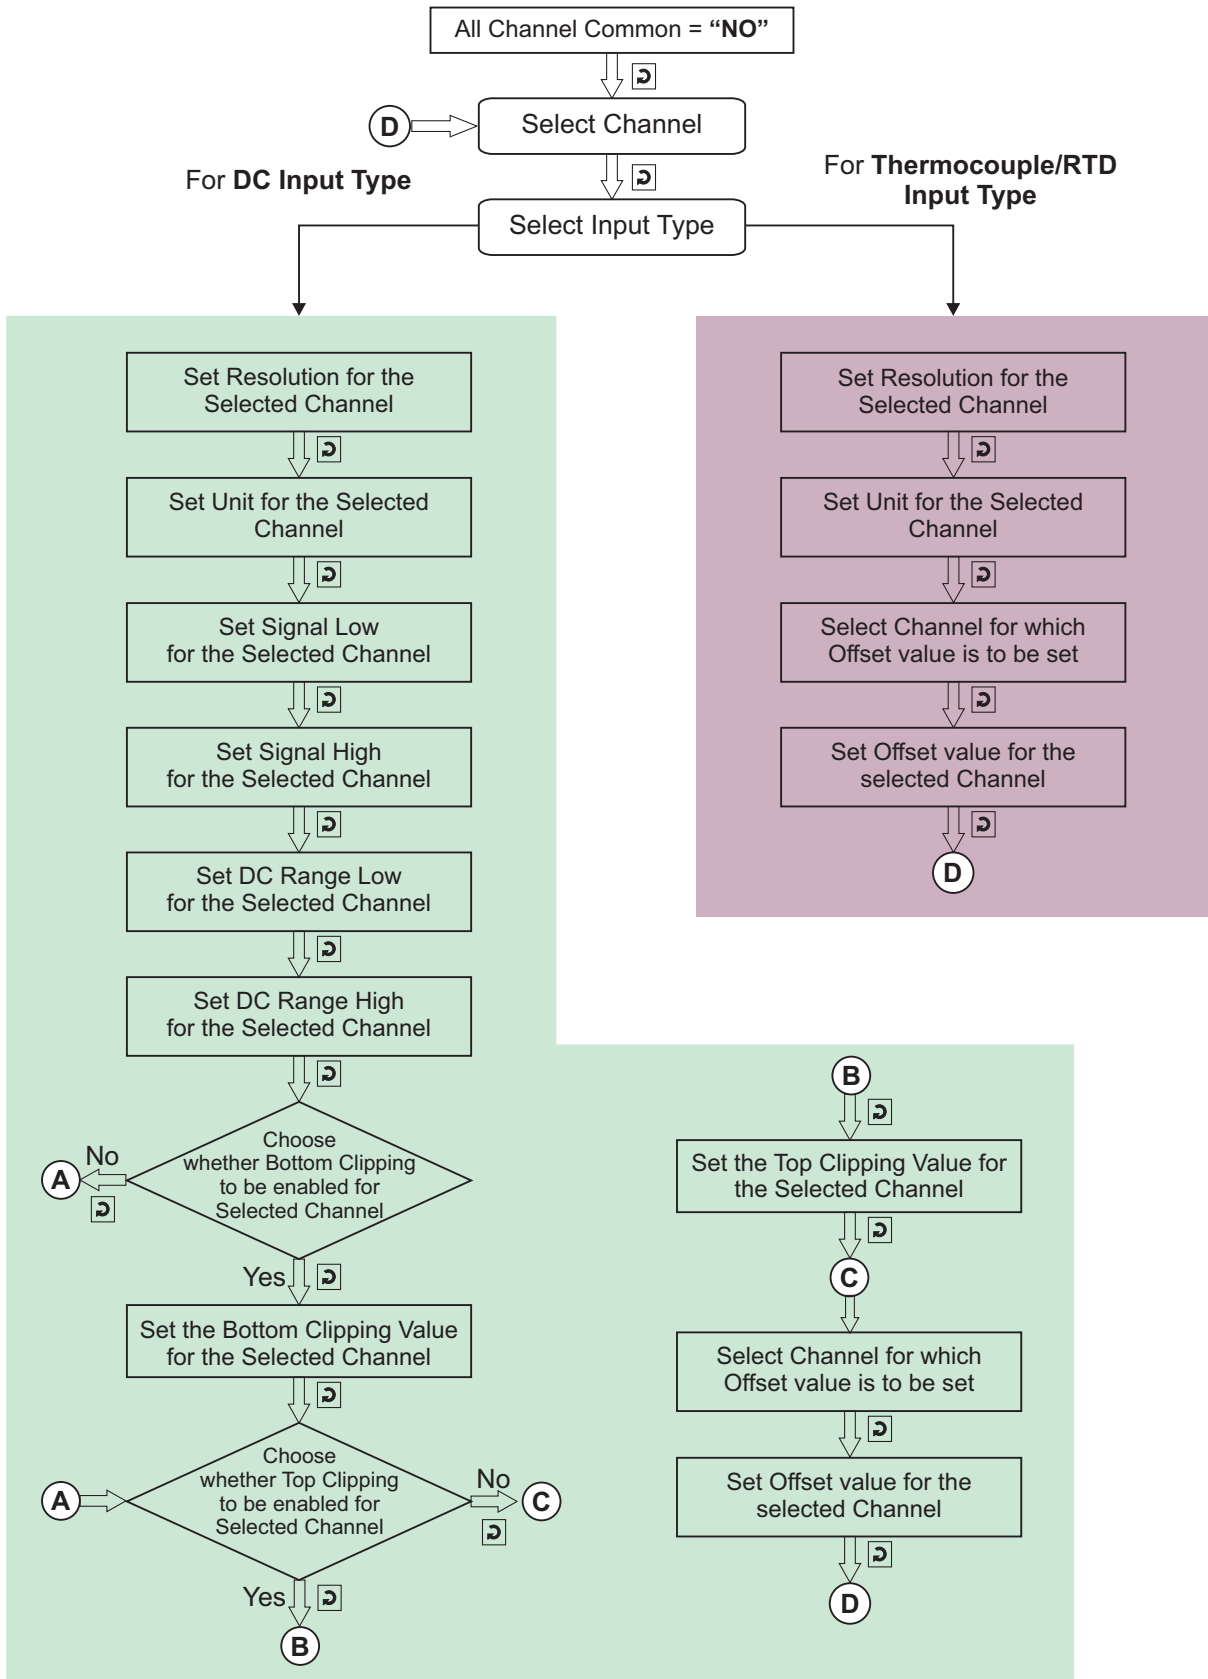 All Channel Common = “NO”
D
Select Channel
For DC Input Type
For Thermocouple/RTD
Input Type
Select Input Type
Set Resolution for the
Selected Channel
Set Unit for the Selected
Channel
Set Signal Low
for the Selected Channel
Set Signal High
for the Selected Channel
Set DC Range Low
for the Selected Channel
Set DC Range High
for the Selected Channel
Choose
whether Bottom Clipping
to be enabled for
Selected Channel
No
A
Yes
Set the Bottom Clipping Value
for the Selected Channel
A
Choose
whether Top Clipping
to be enabled for
Selected Channel
No
C
Yes
B
Set Resolution for the
Selected Channel
Set Unit for the Selected
Channel
Select Channel for which
Offset value is to be set
Set Offset value for the
selected Channel
D
B
Set the Top Clipping Value for
the Selected Channel
C
Select Channel for which
Offset value is to be set
Set Offset value for the
selected Channel
D